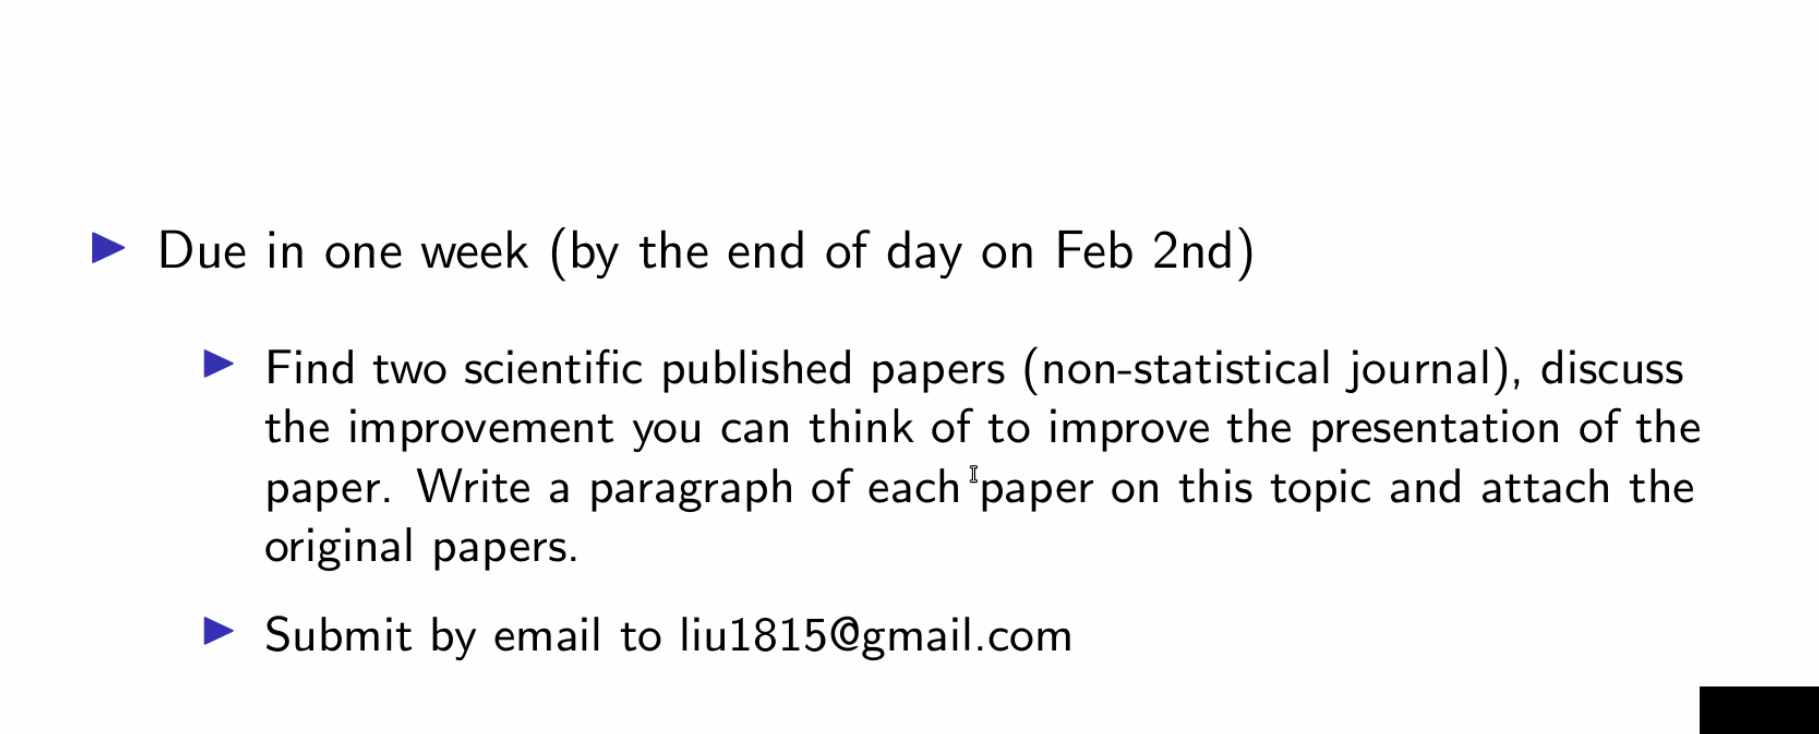 Due in one week (by the end of day on Feb 2nd)
Find two scientific published papers (non-statistical journal), discuss
the improvement you can think of to improve the presentation of the
paper. Write a paragraph of each paper on this topic and attach the
original papers.
Submit by email to liu1815@gmail.com